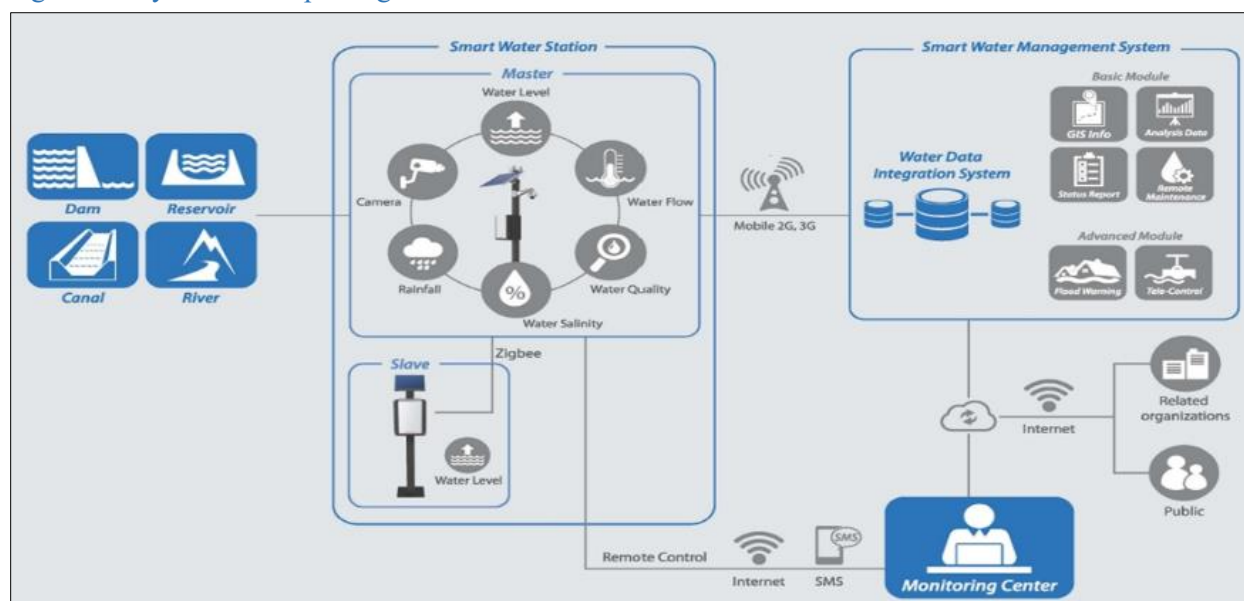 Smart Water Station
Master
Water Level
Camera
Water Flow
Rainfall
Water Quality
%
Water Salinity
Dam
Reservoir
Canal
River
Zigbee
Slave
Water Level
Mobile 2G, 3G
Smart Water Management System
Basic Module
GIS Info
Analysis Data
Water Data
Integration System
Status Report
Remote
Maintenance
Advanced Module
Flood Warning
Tele-Control
Internet
Related
organizations
Public
Remote Control
Internet
SMS
SMS
Monitoring Center